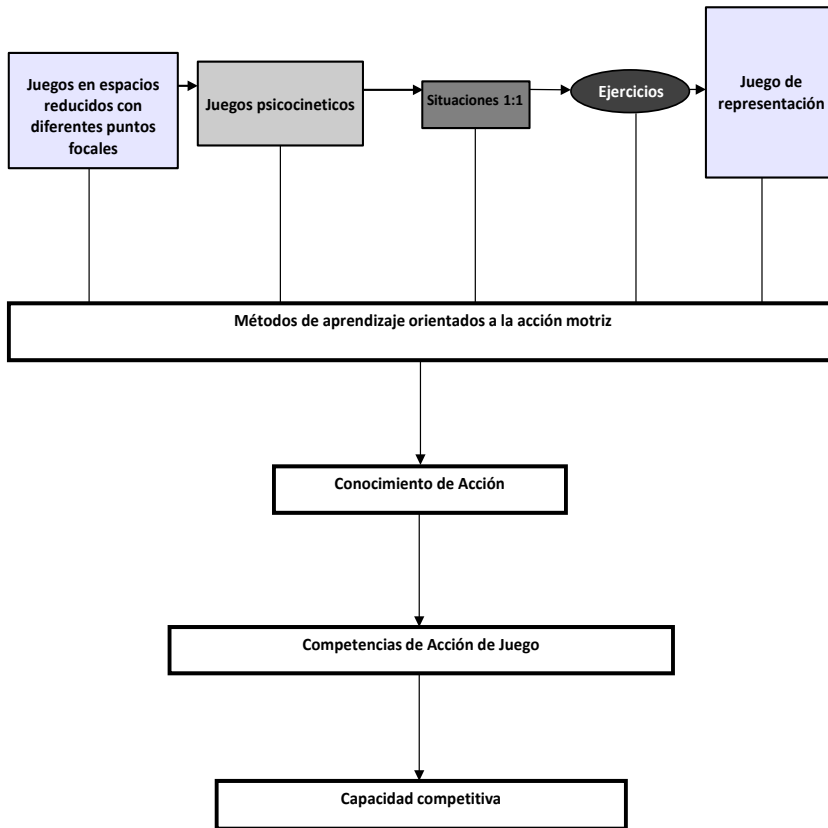 Juegos en espacios
reducidos con
diferentes puntos
focales
Juegos psicocineticos
Situaciones 1:1
Ejercicios
Juego de
representación
Métodos de aprendizaje orientados a la acción motriz
Conocimiento de Acción
Competencias de Acción de Juego
Capacidad competitiva